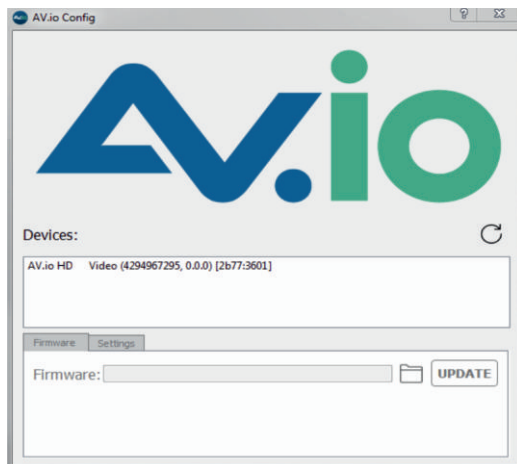 AV.io Config
AV.io
Devices:
AV.io HD Video (4294967295, 0.0.0) [2b77:3601]
Firmware Settings
Firmware: UPDATE